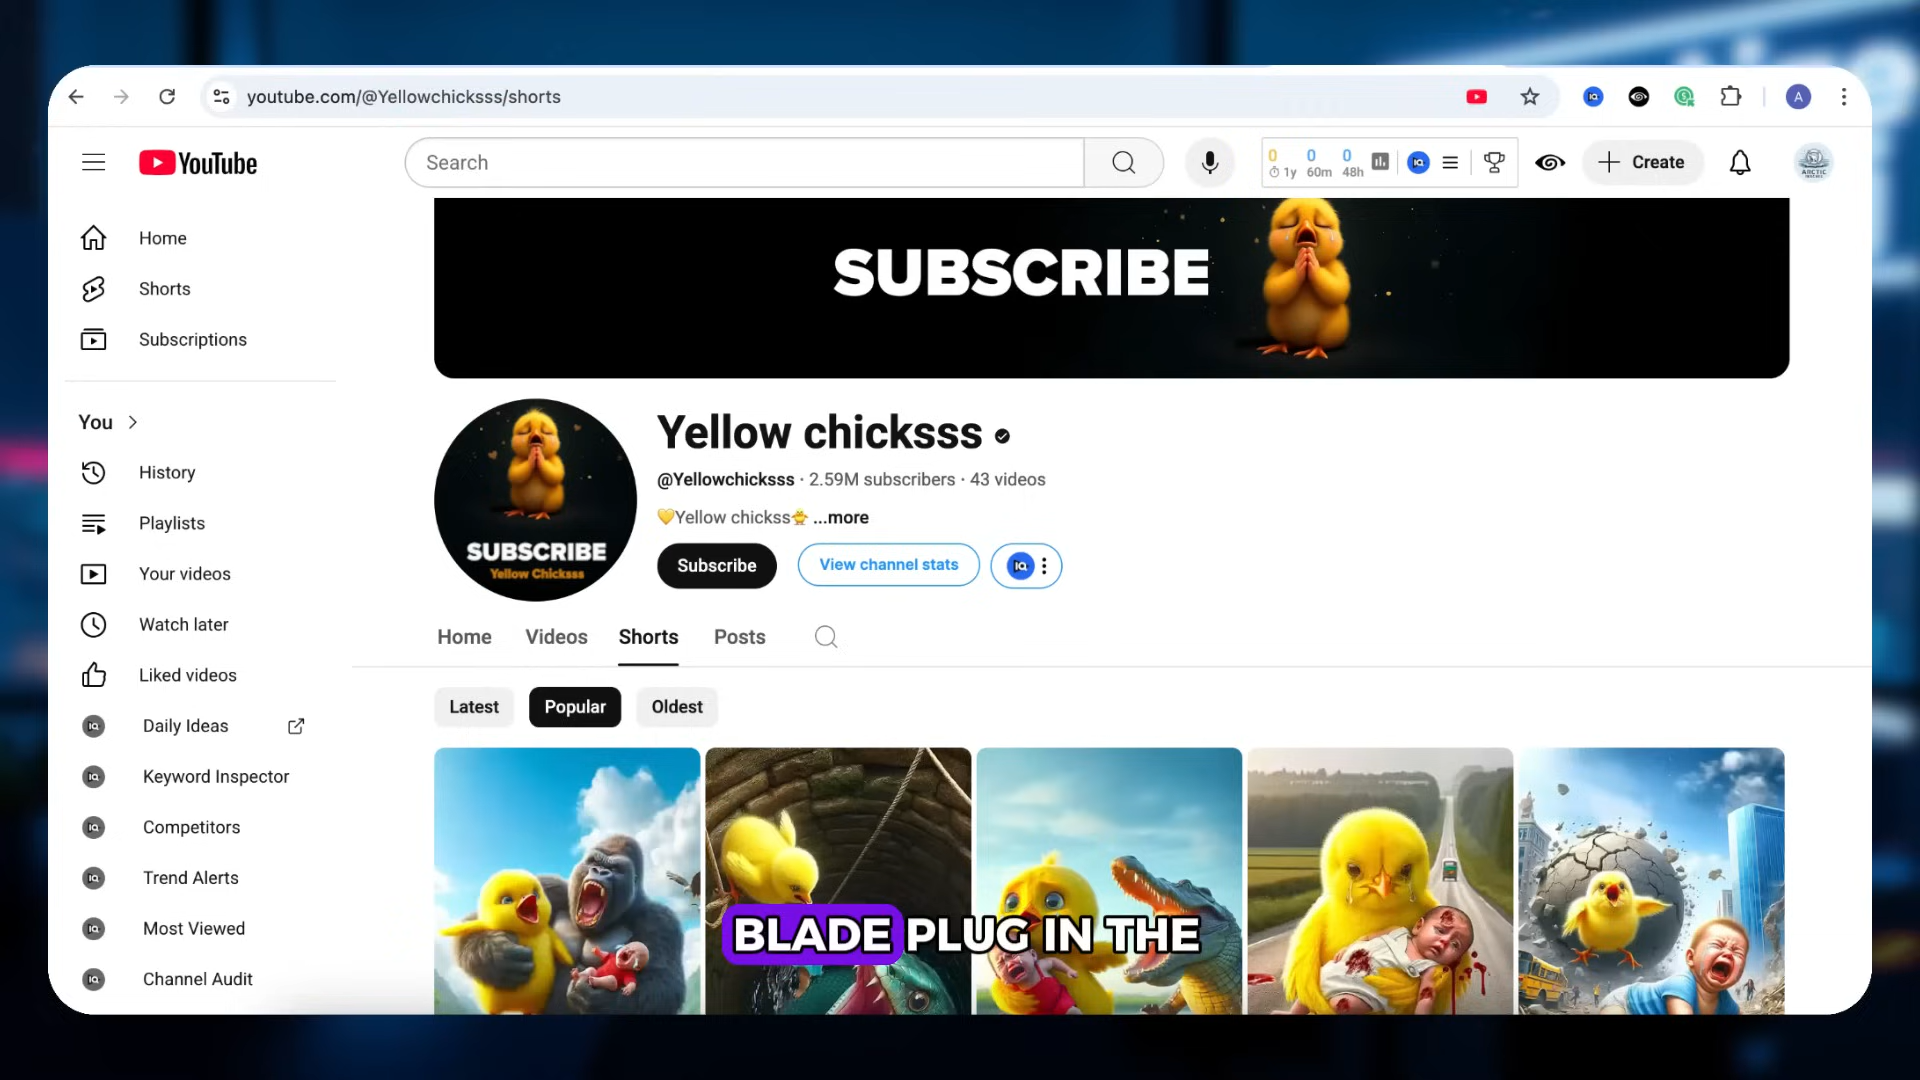 youtube.com/@Yellowchicksss/shorts
A
YouTube
Search
0 0 0
1y 60m 48h
Create
ARCTIC
Home
Shorts
Subscriptions
You
History
Playlists
Your videos
Watch later
Liked videos
Daily Ideas
Keyword Inspector
Competitors
Trend Alerts
Most Viewed
Channel Audit
SUBSCRIBE
SUBSCRIBE
Yellow Chicksss
Yellow chicksss
@Yellowchicksss · 2.59M subscribers · 43 videos
💛Yellow chickss🐥 ...more
Subscribe
View channel stats
IQ
Home Videos Shorts Posts
Latest Popular Oldest
BLADE PLUG IN THE